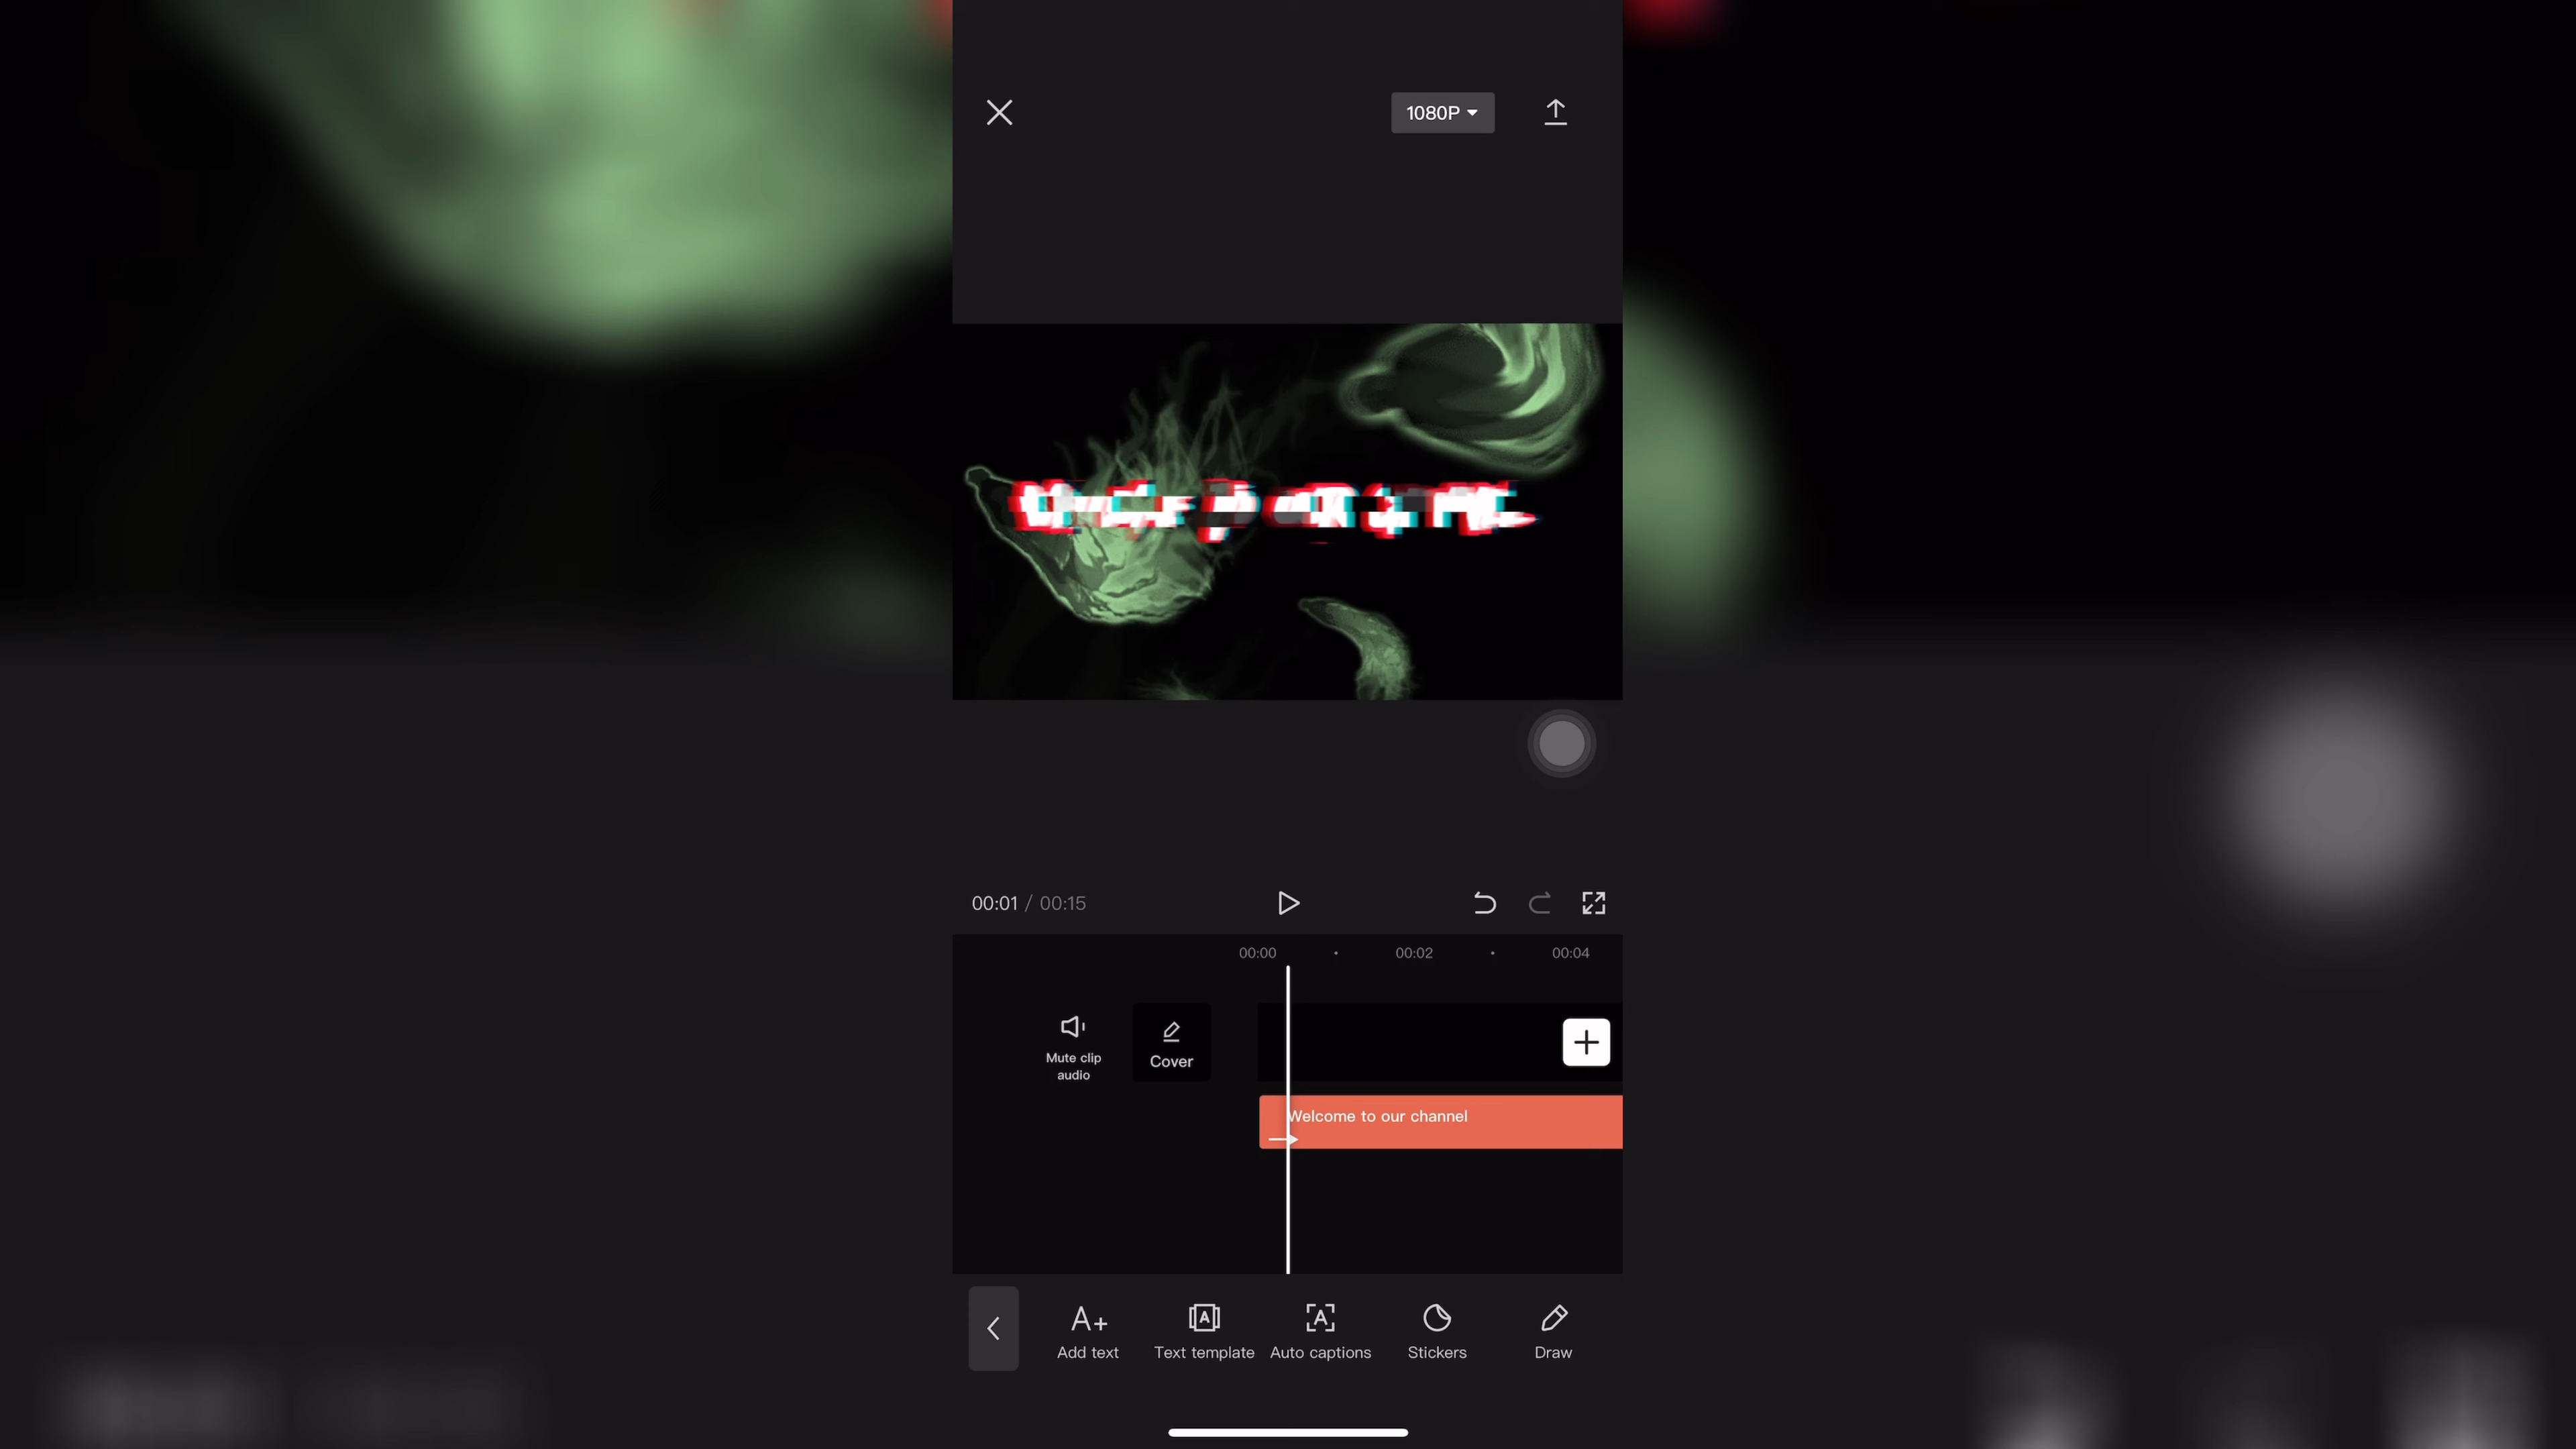 1080P
00:01 / 00:15
00:00 00:02 00:04
Mute clip
audio
Cover
Welcome to our channel
Add text Text template Auto captions Stickers Draw